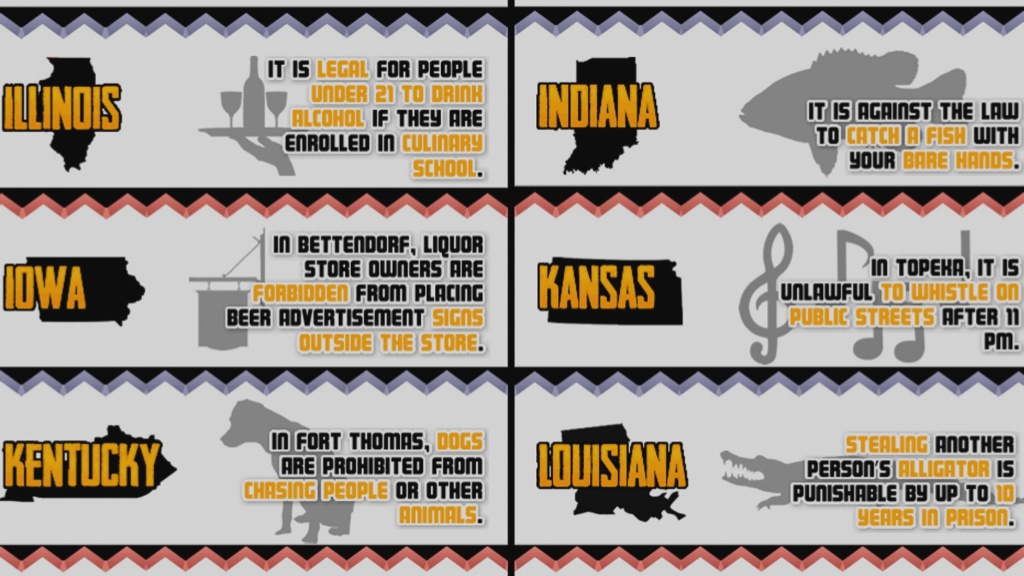 ILLINOIS
IT IS LEGAL FOR PEOPLE
UNDER 21 TO DRINK
ALCOHOL IF THEY ARE
ENROLLED IN CULINARY
SCHOOL.
INDIANA
IT IS AGAINST THE LAW
TO CATCH A FISH WITH
YOUR BARE HANDS.
IOWA
IN BETTENDORF, LIQUOR
STORE OWNERS ARE
FORBIDDEN FROM PLACING
BEER ADVERTISEMENT SIGNS
OUTSIDE THE STORE.
KANSAS
IN TOPEKA, IT IS
UNLAWFUL TO WHISTLE ON
PUBLIC STREETS AFTER 11
PM.
KENTUCKY
IN FORT THOMAS, DOGS
ARE PROHIBITED FROM
CHASING PEOPLE OR OTHER
ANIMALS.
LOUISIANA
STEALING ANOTHER
PERSON'S ALLIGATOR IS
PUNISHABLE BY UP TO 10
YEARS IN PRISON.